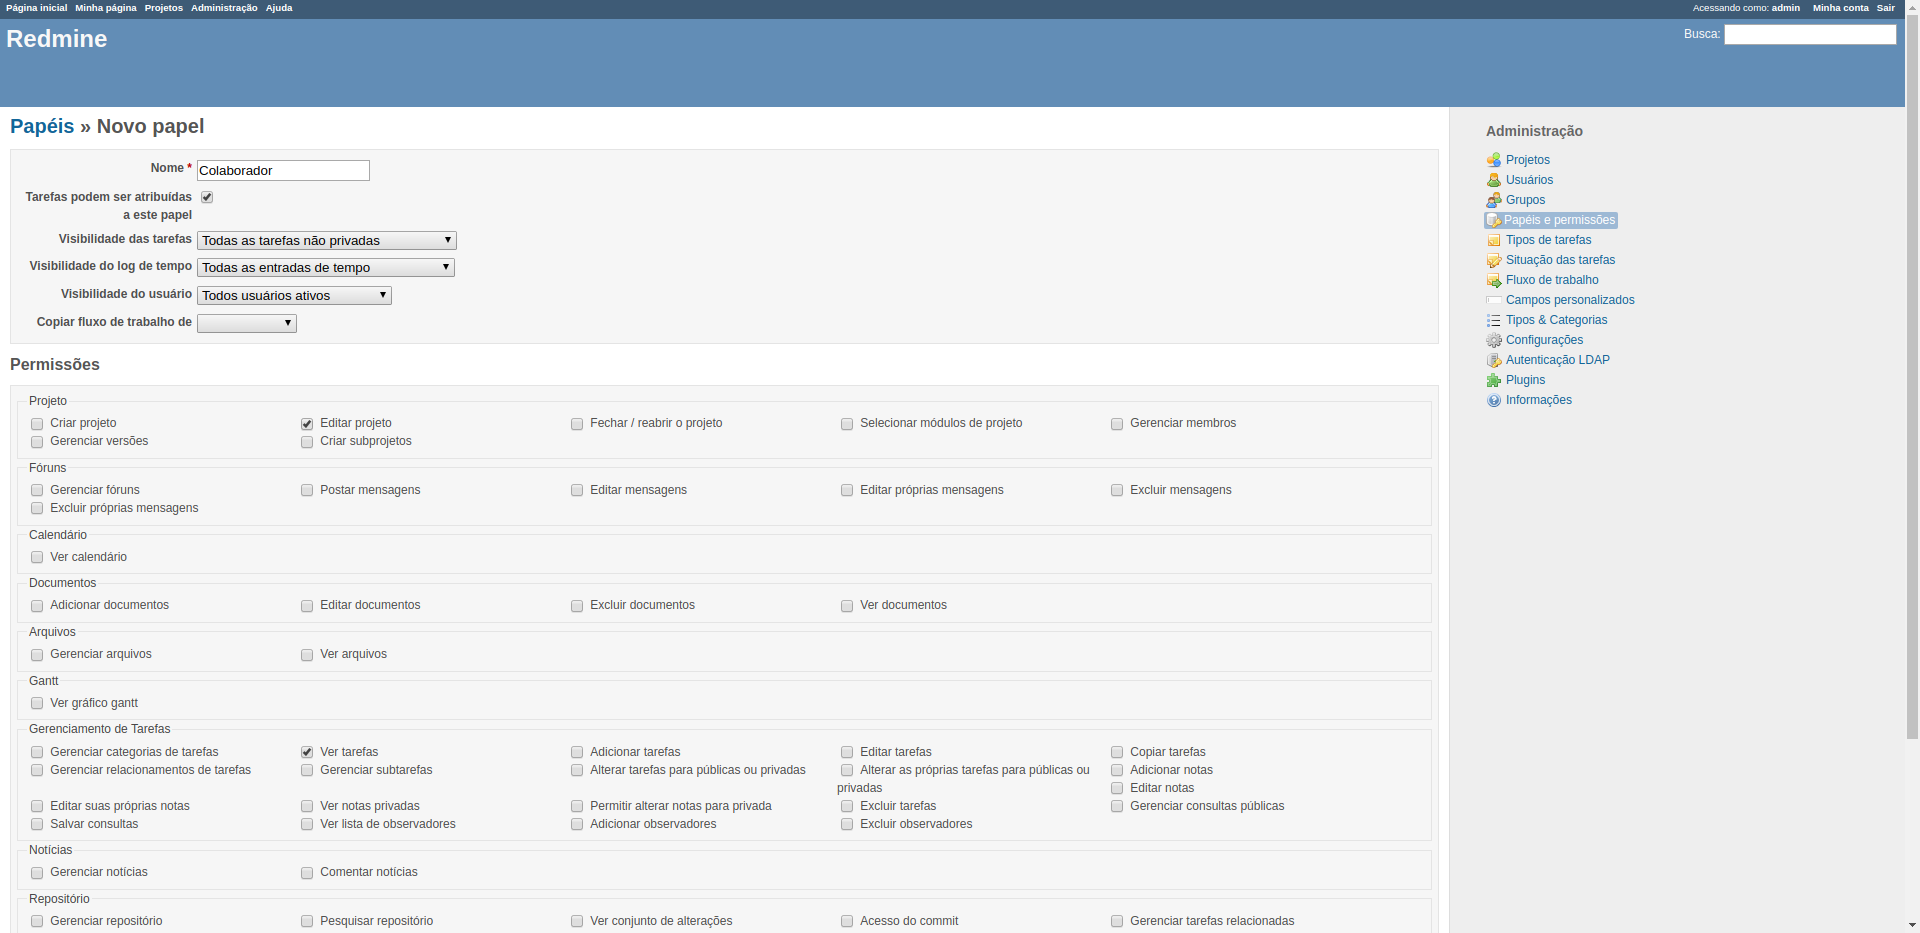 Página inicial Minha página Projetos Administração Ajuda Acessando como: admin Minha conta Sair
Redmine
Busca:
Papéis » Novo papel
Nome * Colaborador
Tarefas podem ser atribuídas
a este papel
Visibilidade das tarefas Todas as tarefas não privadas
Visibilidade do log de tempo Todas as entradas de tempo
Visibilidade do usuário Todos usuários ativos
Copiar fluxo de trabalho de
Permissões
Projeto
Criar projeto Editar projeto Fechar / reabrir o projeto Selecionar módulos de projeto Gerenciar membros
Gerenciar versões Criar subprojetos
Fóruns
Gerenciar fóruns Postar mensagens Editar mensagens Editar próprias mensagens Excluir mensagens
Excluir próprias mensagens
Calendário
Ver calendário
Documentos
Adicionar documentos Editar documentos Excluir documentos Ver documentos
Arquivos
Gerenciar arquivos Ver arquivos
Gantt
Ver gráfico gantt
Gerenciamento de Tarefas
Gerenciar categorias de tarefas Ver tarefas Adicionar tarefas Editar tarefas Copiar tarefas
Gerenciar relacionamentos de tarefas Gerenciar subtarefas Alterar tarefas para públicas ou privadas Alterar as próprias tarefas para públicas ou Adicionar notas
privadas Editar notas
Editar suas próprias notas Ver notas privadas Permitir alterar notas para privada Excluir tarefas Gerenciar consultas públicas
Salvar consultas Ver lista de observadores Adicionar observadores Excluir observadores
Notícias
Gerenciar notícias Comentar notícias
Repositório
Gerenciar repositório Pesquisar repositório Ver conjunto de alterações Acesso do commit Gerenciar tarefas relacionadas
Administração
Projetos
Usuários
Grupos
Papéis e permissões
Tipos de tarefas
Situação das tarefas
Fluxo de trabalho
Campos personalizados
Tipos & Categorias
Configurações
Autenticação LDAP
Plugins
Informações